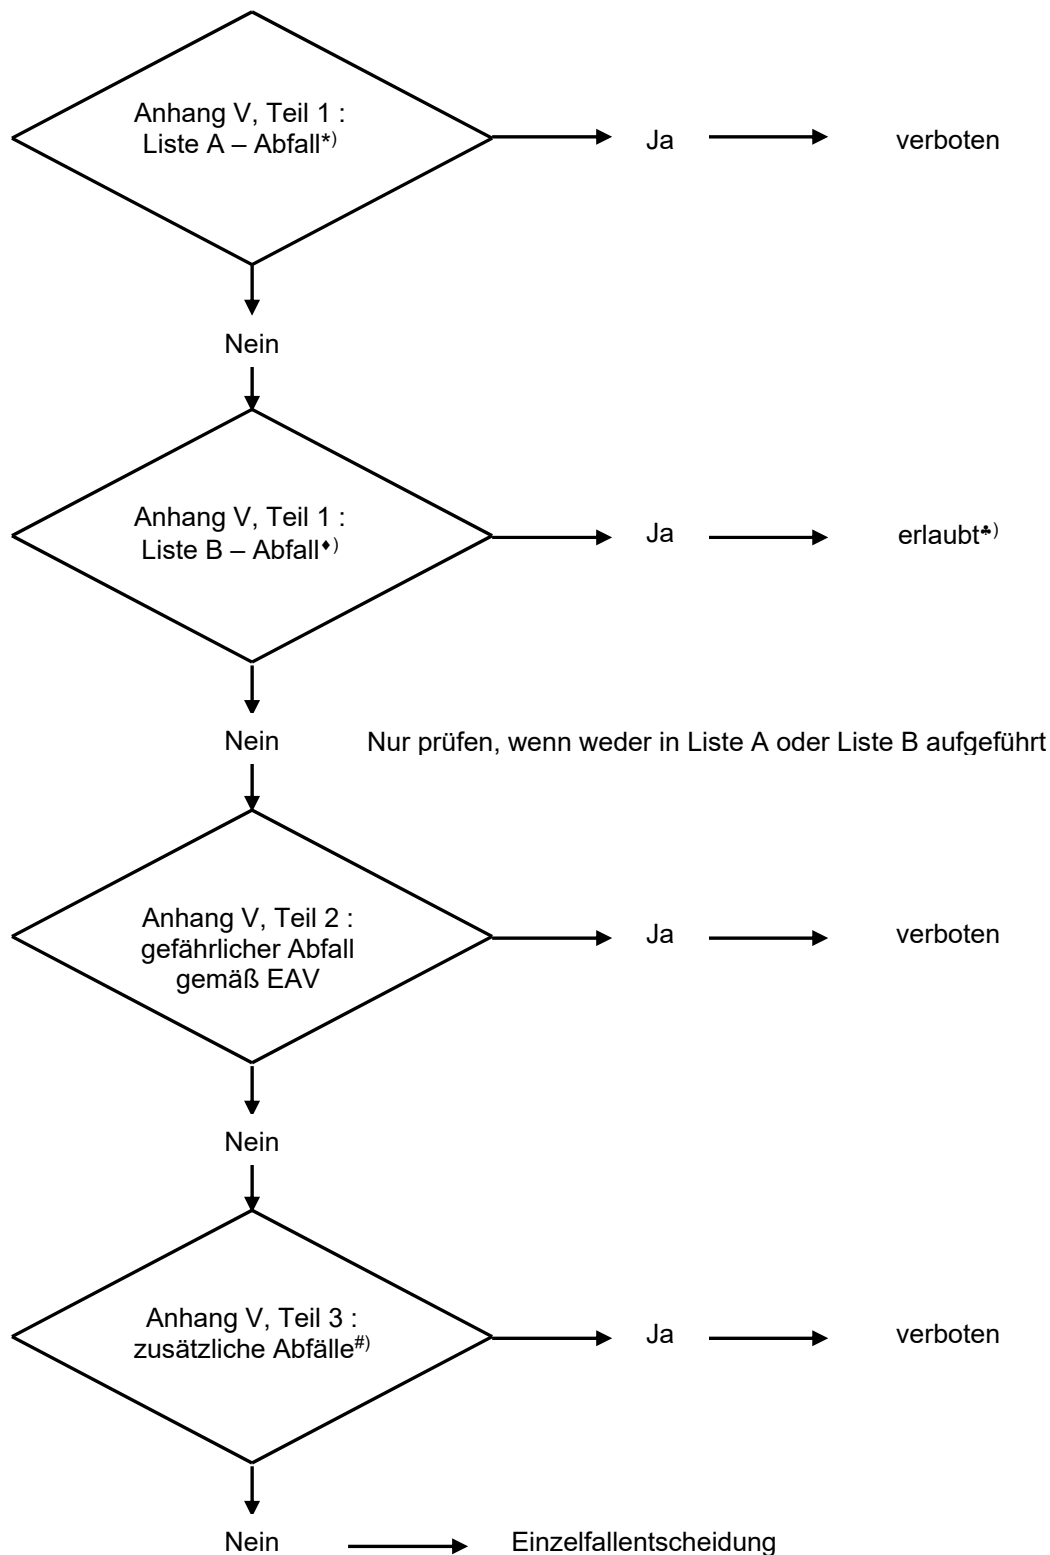 Anhang V, Teil 1 :
Liste A – Abfall*)
Ja
verboten
Nein
Anhang V, Teil 1 :
Liste B – Abfall♦)
Ja
erlaubt♣)
Nein
Nur prüfen, wenn weder in Liste A oder Liste B aufgeführt
Anhang V, Teil 2 :
gefährlicher Abfall
gemäß EAV
Ja
verboten
Nein
Anhang V, Teil 3 :
zusätzliche Abfälle#)
Ja
verboten
Nein
Einzelfallentscheidung